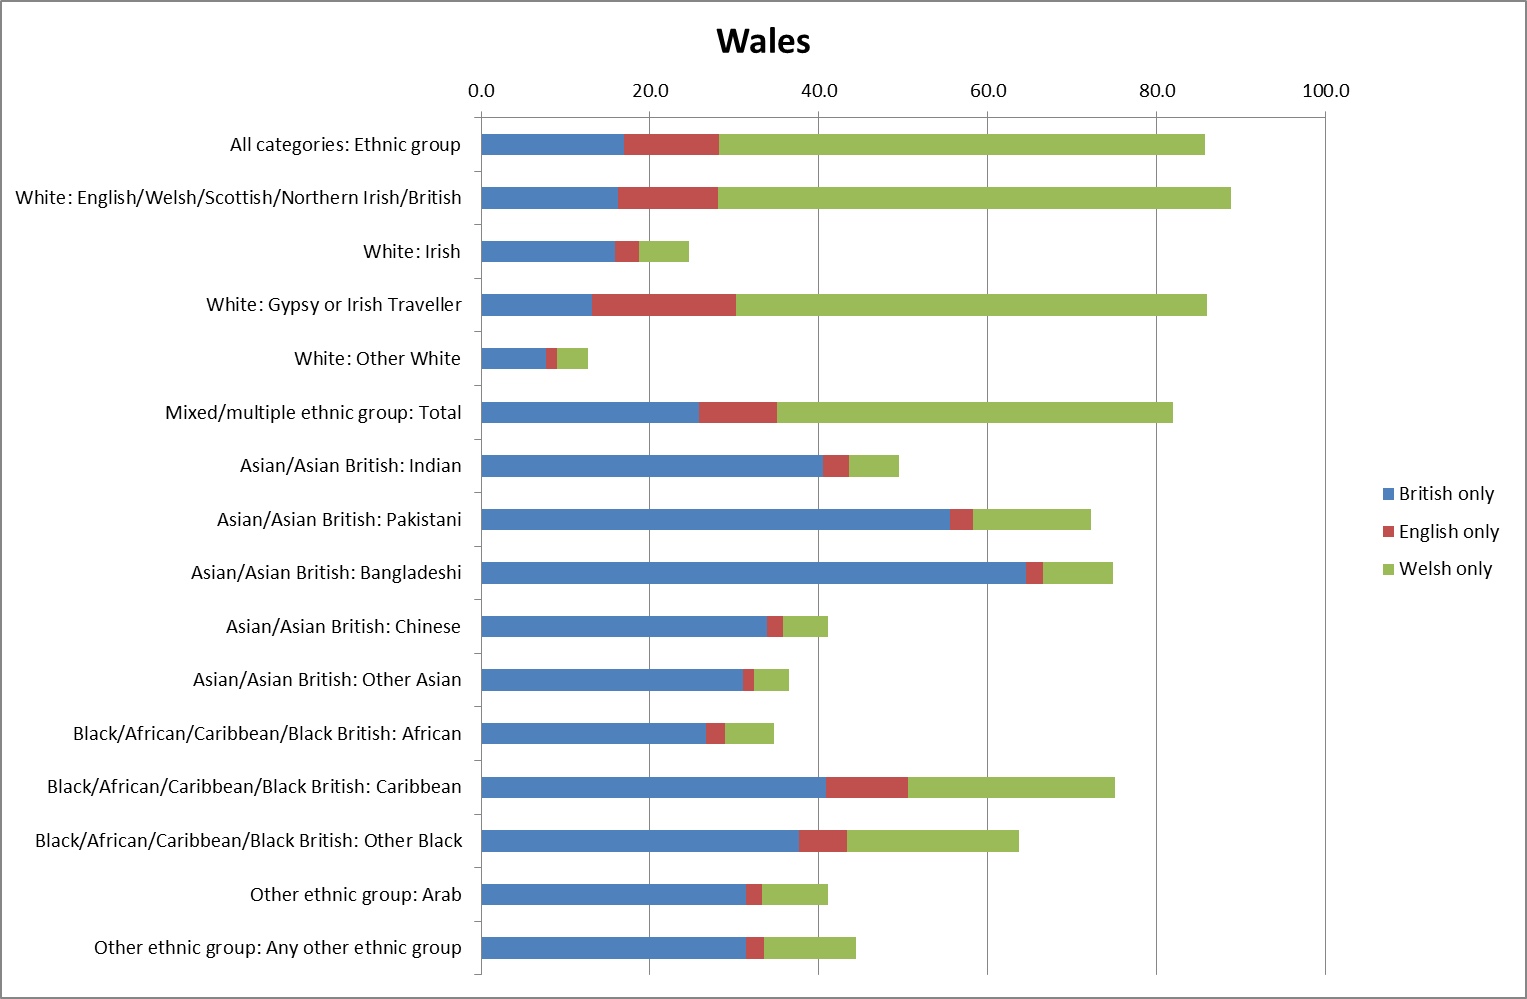 Wales
0.0 20.0 40.0 60.0 80.0 100.0
All categories: Ethnic group
White: English/Welsh/Scottish/Northern Irish/British
White: Irish
White: Gypsy or Irish Traveller
White: Other White
Mixed/multiple ethnic group: Total
Asian/Asian British: Indian
Asian/Asian British: Pakistani
Asian/Asian British: Bangladeshi
Asian/Asian British: Chinese
Asian/Asian British: Other Asian
Black/African/Caribbean/Black British: African
Black/African/Caribbean/Black British: Caribbean
Black/African/Caribbean/Black British: Other Black
Other ethnic group: Arab
Other ethnic group: Any other ethnic group
British only
English only
Welsh only